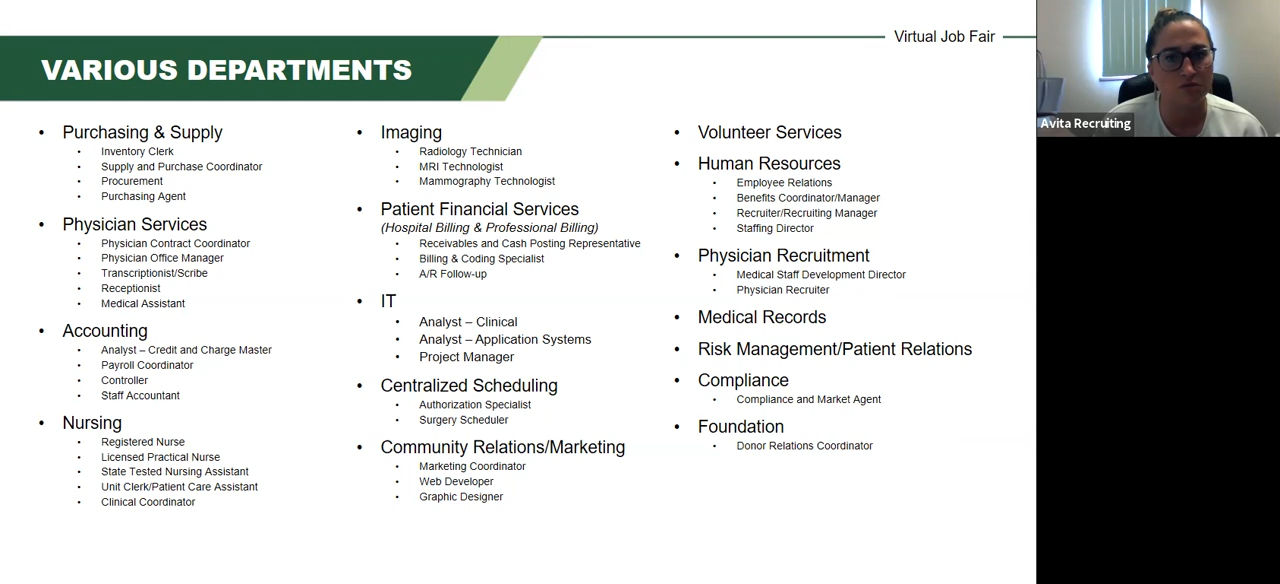 Virtual Job Fair
VARIOUS DEPARTMENTS
• Purchasing & Supply
• Inventory Clerk
• Supply and Purchase Coordinator
• Procurement
• Purchasing Agent
• Physician Services
• Physician Contract Coordinator
• Physician Office Manager
• Transcriptionist/Scribe
• Receptionist
• Medical Assistant
• Accounting
• Analyst – Credit and Charge Master
• Payroll Coordinator
• Controller
• Staff Accountant
• Nursing
• Registered Nurse
• Licensed Practical Nurse
• State Tested Nursing Assistant
• Unit Clerk/Patient Care Assistant
• Clinical Coordinator
• Imaging
• Radiology Technician
• MRI Technologist
• Mammography Technologist
• Patient Financial Services
(Hospital Billing & Professional Billing)
• Receivables and Cash Posting Representative
• Billing & Coding Specialist
• A/R Follow-up
• IT
• Analyst – Clinical
• Analyst – Application Systems
• Project Manager
• Centralized Scheduling
• Authorization Specialist
• Surgery Scheduler
• Community Relations/Marketing
• Marketing Coordinator
• Web Developer
• Graphic Designer
• Volunteer Services
• Human Resources
• Employee Relations
• Benefits Coordinator/Manager
• Recruiter/Recruiting Manager
• Staffing Director
• Physician Recruitment
• Medical Staff Development Director
• Physician Recruiter
• Medical Records
• Risk Management/Patient Relations
• Compliance
• Compliance and Market Agent
• Foundation
• Donor Relations Coordinator
Avita Recruiting